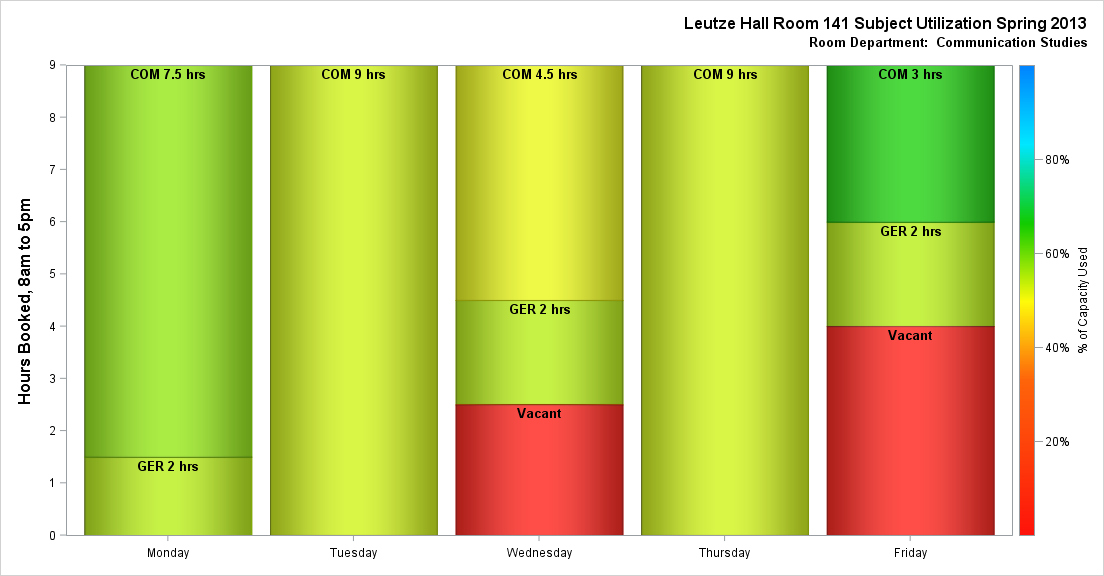 Leutze Hall Room 141 Subject Utilization Spring 2013
Room Department:  Communication Studies
Hours Booked, 8am to 5pm
9
8
7
6
5
4
3
2
1
0
COM 7.5 hrs
GER 2 hrs
COM 9 hrs
COM 4.5 hrs
GER 2 hrs
Vacant
COM 9 hrs
COM 3 hrs
GER 2 hrs
Vacant
Monday
Tuesday
Wednesday
Thursday
Friday
80%
60%
40%
20%
% of Capacity Used